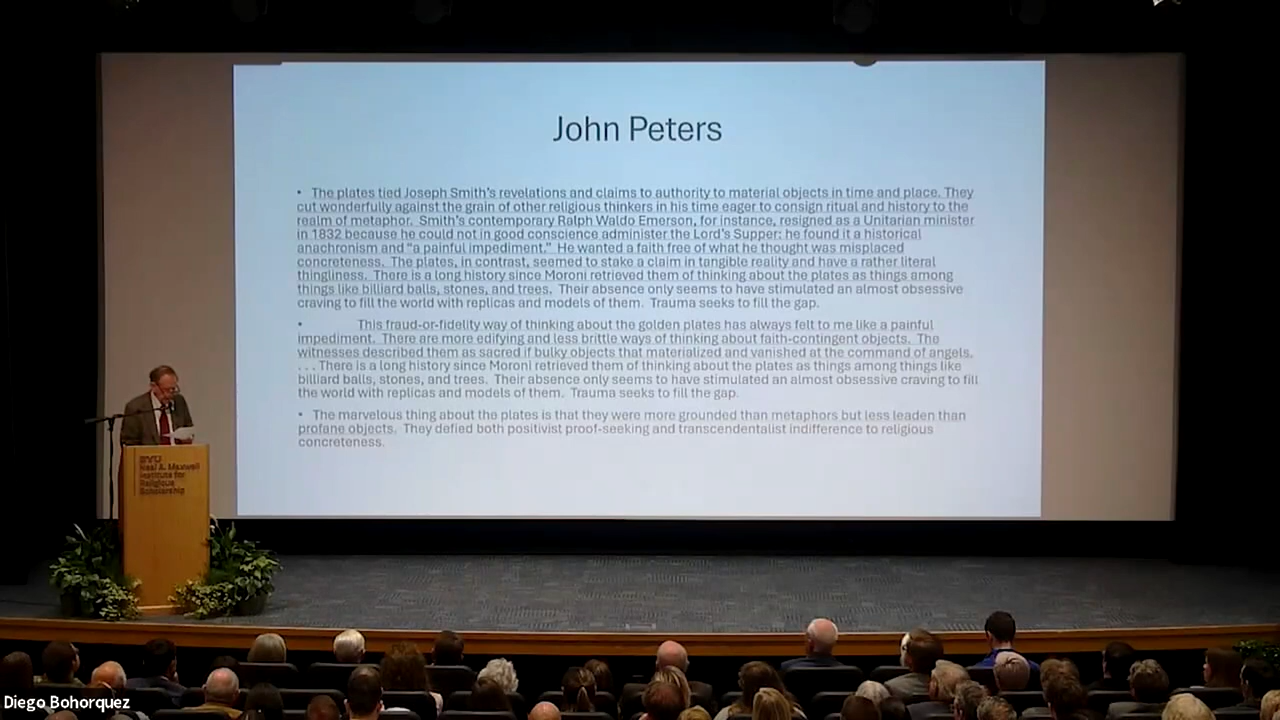 John Peters
• The plates tied Joseph Smith's revelations and claims to authority to material objects in time and place. They
cut wonderfully against the grain of other religious thinkers in his time eager to consign ritual and history to the
realm of metaphor. Smith's contemporary Ralph Waldo Emerson, for instance, resigned as a Unitarian minister
in 1832 because he could not in good conscience administer the Lord's Supper: he found it a historical
anachronism and "a painful impediment." He wanted a faith free of what he thought was misplaced
concreteness. The plates, in contrast, seemed to stake a claim in tangible reality and have a rather literal
thingliness. There is a long history since Moroni retrieved them of thinking about the plates as things among
things like billiard balls, stones, and trees. Their absence only seems to have stimulated an almost obsessive
craving to fill the world with replicas and models of them. Trauma seeks to fill the gap.
• This fraud-or-fidelity way of thinking about the golden plates has always felt to me like a painful
impediment. There are more edifying and less brittle ways of thinking about faith-contingent objects. The
witnesses described them as sacred if bulky objects that materialized and vanished at the command of angels.
. . . There is a long history since Moroni retrieved them of thinking about the plates as things among things like
billiard balls, stones, and trees. Their absence only seems to have stimulated an almost obsessive craving to fill
the world with replicas and models of them. Trauma seeks to fill the gap.
• The marvelous thing about the plates is that they were more grounded than metaphors but less leaden than
profane objects. They defied both positivist proof-seeking and transcendentalist indifference to religious
concreteness.
BYU
Neal A. Maxwell
Institute for
Religious
Scholarship
Diego Bohorquez